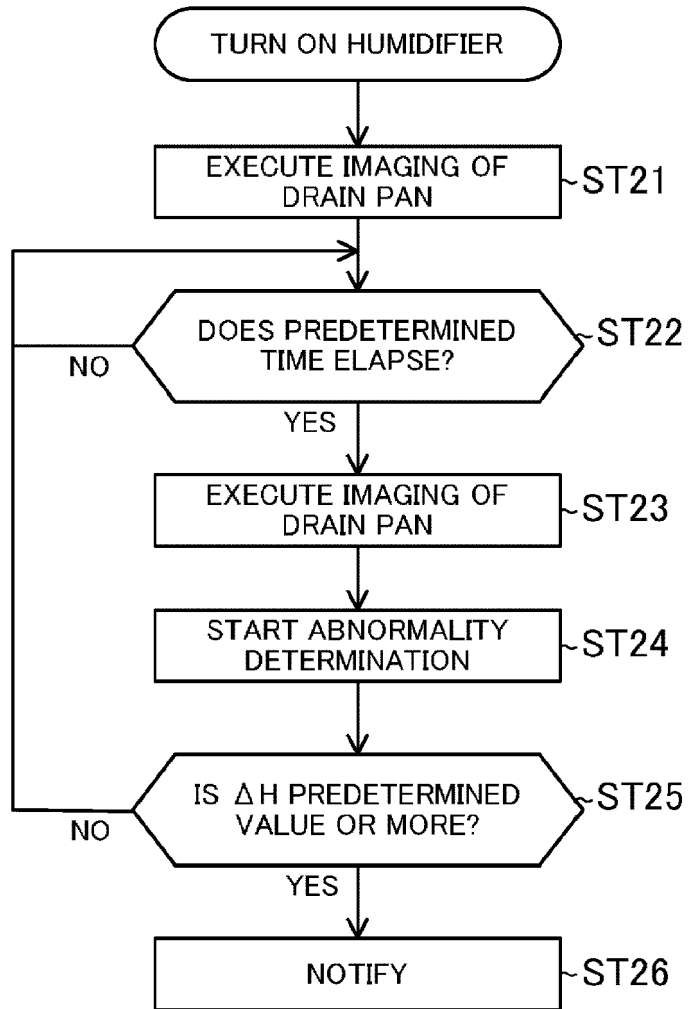 TURN ON HUMIDIFIER
EXECUTE IMAGING OF
DRAIN PAN
~ST21
DOES PREDETERMINED
TIME ELAPSE?
~ST22
NO
YES
EXECUTE IMAGING OF
DRAIN PAN
~ST23
START ABNORMALITY
DETERMINATION
~ST24
IS ΔH PREDETERMINED
VALUE OR MORE?
~ST25
NO
YES
NOTIFY
~ST26